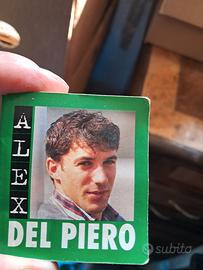 ALEX
DEL PIERO
subito